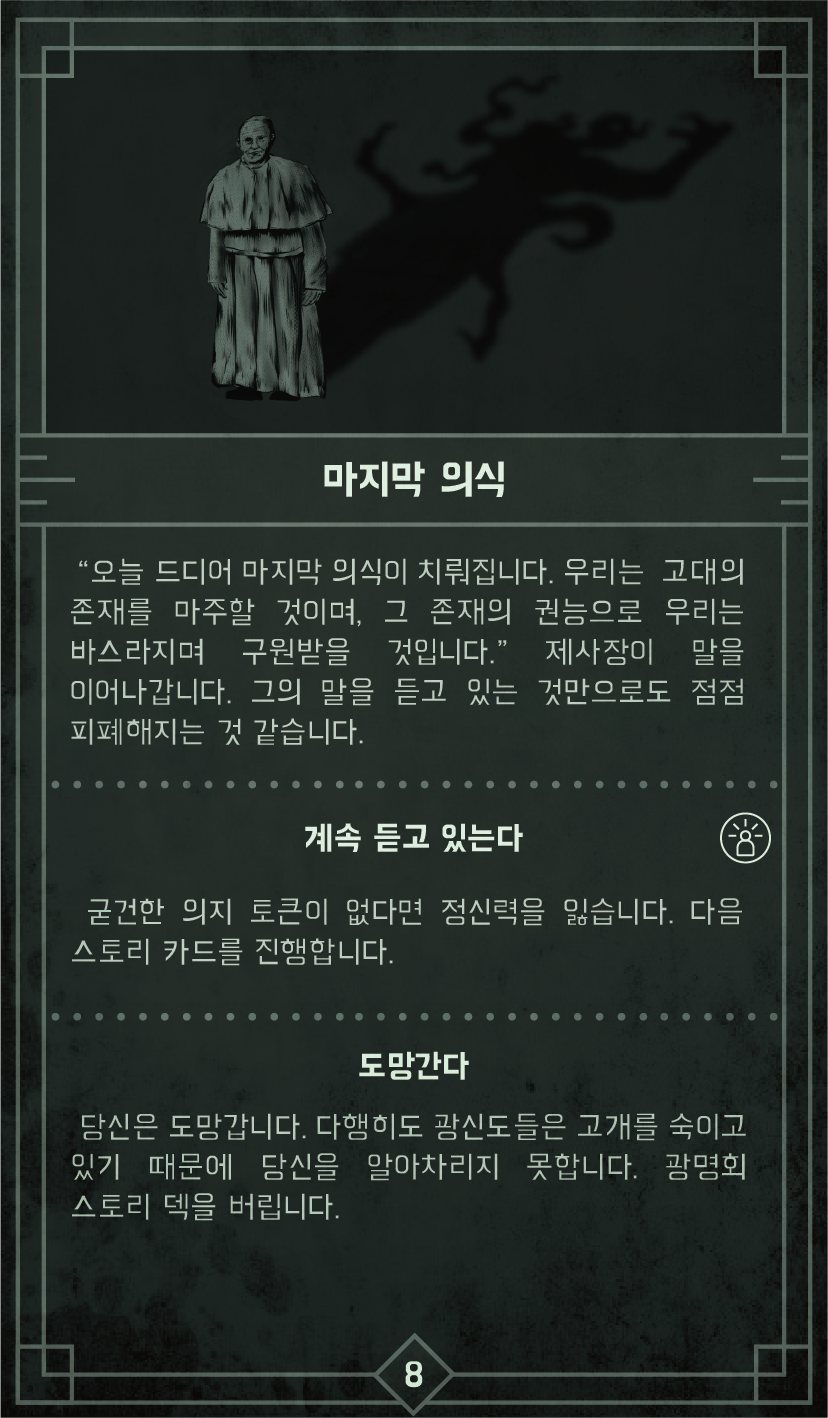 마지막 의식
“오늘 드디어 마지막 의식이 치뤄집니다. 우리는 고대의
존재를 마주할 것이며, 그 존재의 권능으로 우리는
바스라지며 구원받을 것입니다.” 제사장이 말을
이어나갑니다. 그의 말을 듣고 있는 것만으로도 점점
피폐해지는 것 같습니다.
계속 듣고 있는다
굳건한 의지 토큰이 없다면 정신력을 잃습니다. 다음
스토리 카드를 진행합니다.
도망간다
당신은 도망갑니다. 다행히도 광신도들은 고개를 숙이고
있기 때문에 당신을 알아차리지 못합니다. 광명회
스토리 덱을 버립니다.
8